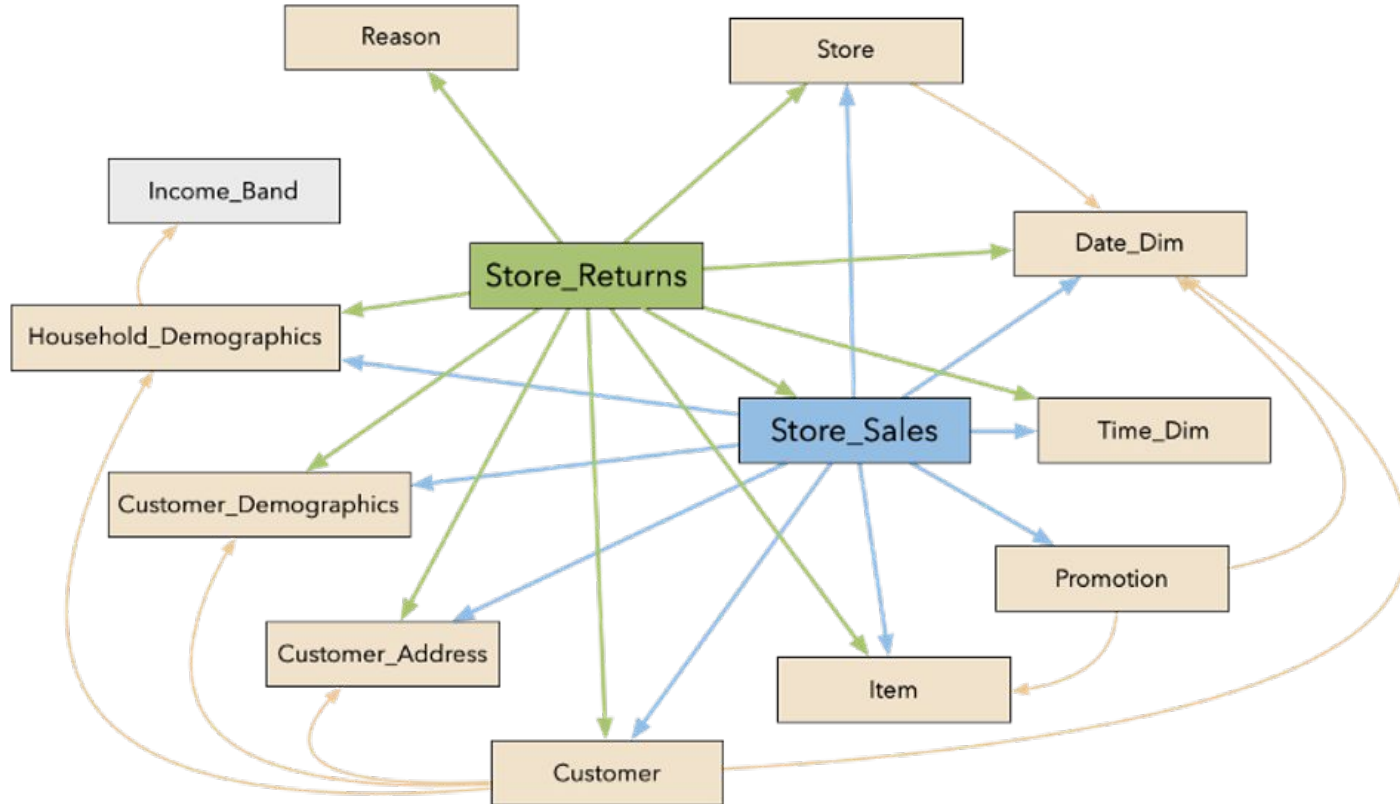 Reason
Store
Income_Band
Date_Dim
Store_Returns
Household_Demographics
Store_Sales
Time_Dim
Customer_Demographics
Promotion
Customer_Address
Item
Customer